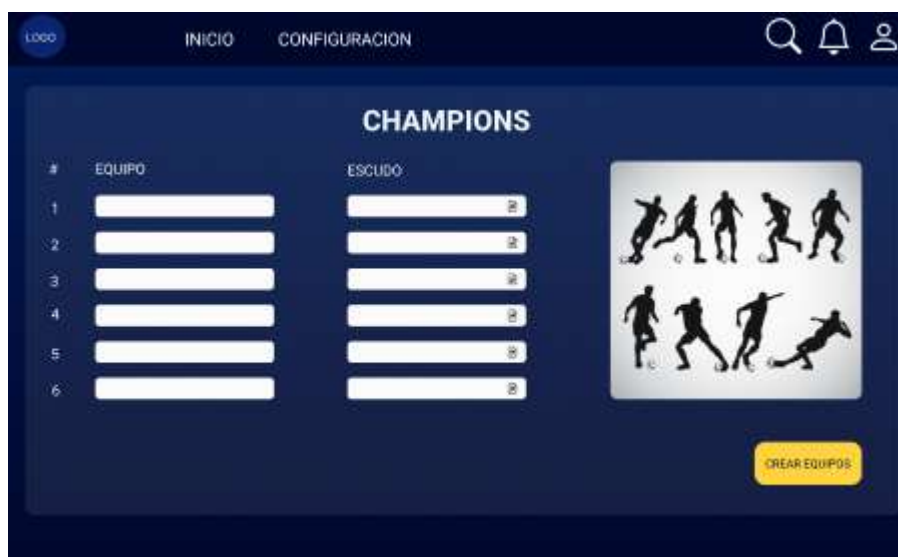 LOGO INICIO CONFIGURACION
CHAMPIONS
# EQUIPO ESCUDO
1
2
3
4
5
6
CREAR EQUIPOS